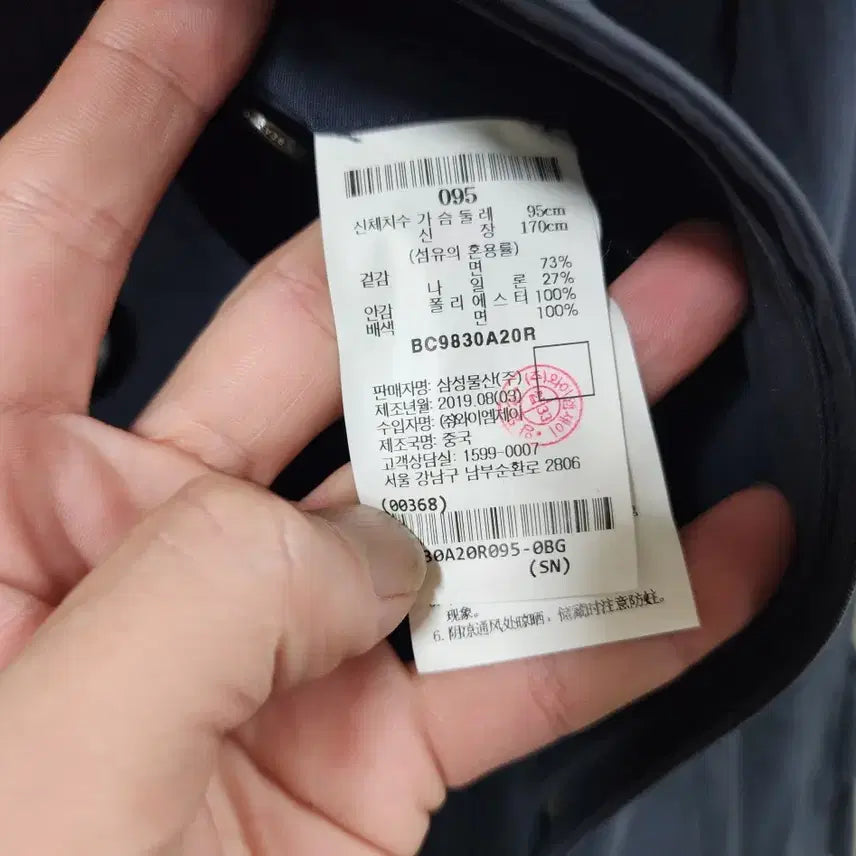 095
신체치수 가 슴 둘 레 95cm
신 장 170cm
(섬유의 혼용률)
겉감 면 73%
나 일 론 27%
안감 폴 리 에 스 터 100%
배색 면 100%
BC9830A20R
판매자명: 삼성물산(주)
제조년월: 2019.08(03)
수입자명: (주)와이엠제이
제조국명: 중국
고객상담실: 1599-0007
서울 강남구 남부순환로 2806
(00368)
30A20R095-0BG
(SN)
现象。
6. 阴凉通风处晾晒，储藏时注意防蛀。